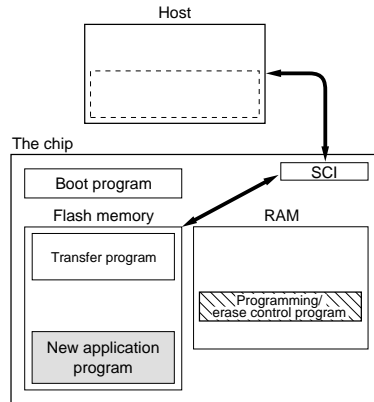 Host
The chip
SCI
Boot program
Flash memory
RAM
Transfer program
Programming/
erase control program
New application
program